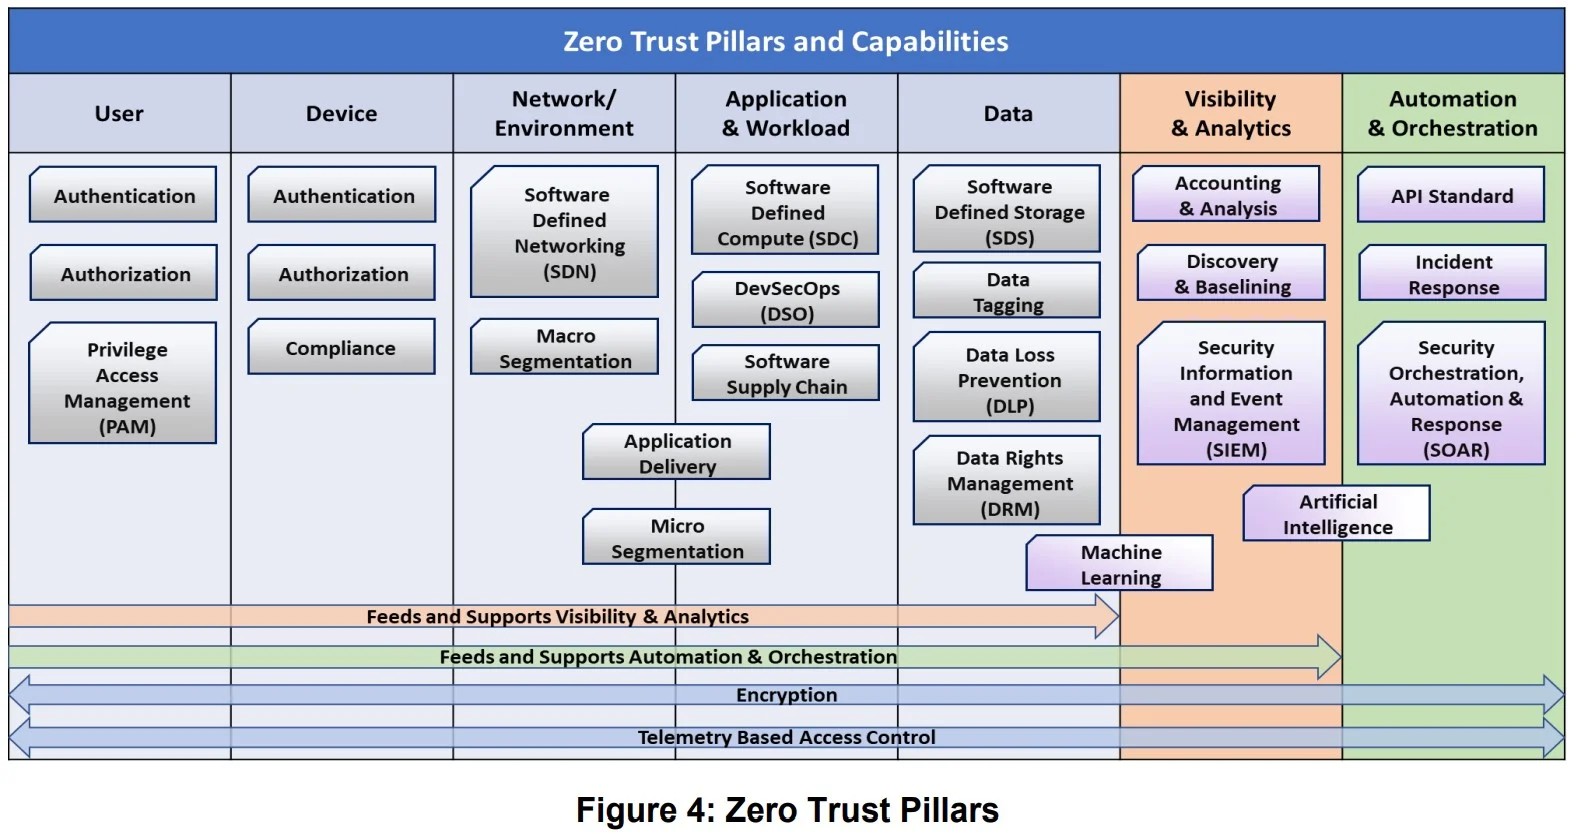 Zero Trust Pillars and Capabilities
User
Device
Network/
Environment
Application
& Workload
Data
Visibility
& Analytics
Automation
& Orchestration
Authentication
Authorization
Privilege
Access
Management
(PAM)
Authentication
Authorization
Compliance
Software
Defined
Networking
(SDN)
Macro
Segmentation
Software
Defined
Compute (SDC)
DevSecOps
(DSO)
Software
Supply Chain
Application
Delivery
Micro
Segmentation
Software
Defined Storage
(SDS)
Data
Tagging
Data Loss
Prevention
(DLP)
Data Rights
Management
(DRM)
Machine
Learning
Accounting
& Analysis
Discovery
& Baselining
Security
Information
and Event
Management
(SIEM)
Artificial
Intelligence
API Standard
Incident
Response
Security
Orchestration,
Automation &
Response
(SOAR)
Feeds and Supports Visibility & Analytics
Feeds and Supports Automation & Orchestration
Encryption
Telemetry Based Access Control
Figure 4: Zero Trust Pillars